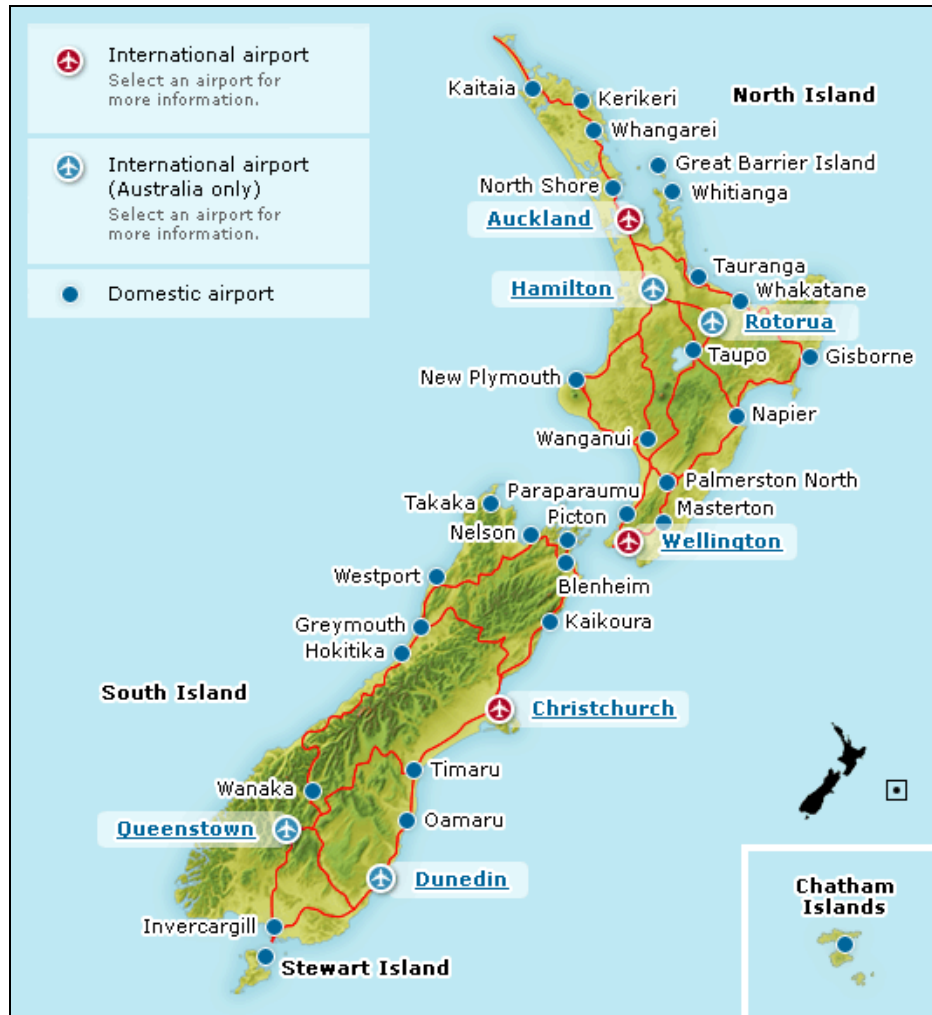 International airport
Select an airport for
more information.
International airport
(Australia only)
Select an airport for
more information.
Domestic airport
North Island
Kaitaia
Kerikeri
Whangarei
Great Barrier Island
North Shore
Whitianga
Auckland
Tauranga
Hamilton
Whakatane
Rotorua
Taupo
Gisborne
New Plymouth
Napier
Wanganui
Palmerston North
Paraparaumu
Takaka
Masterton
Picton
Nelson
Wellington
Westport
Blenheim
Kaikoura
Greymouth
Hokitika
South Island
Christchurch
Timaru
Wanaka
Oamaru
Queenstown
Dunedin
Chatham
Islands
Invercargill
Stewart Island